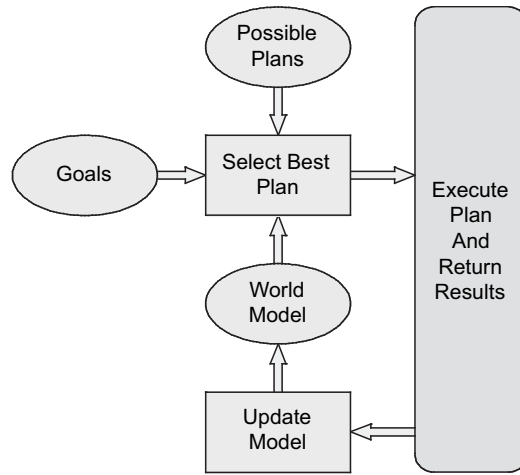 Possible
Plans
Goals
Select Best
Plan
Execute
Plan
And
Return
Results
World
Model
Update
Model